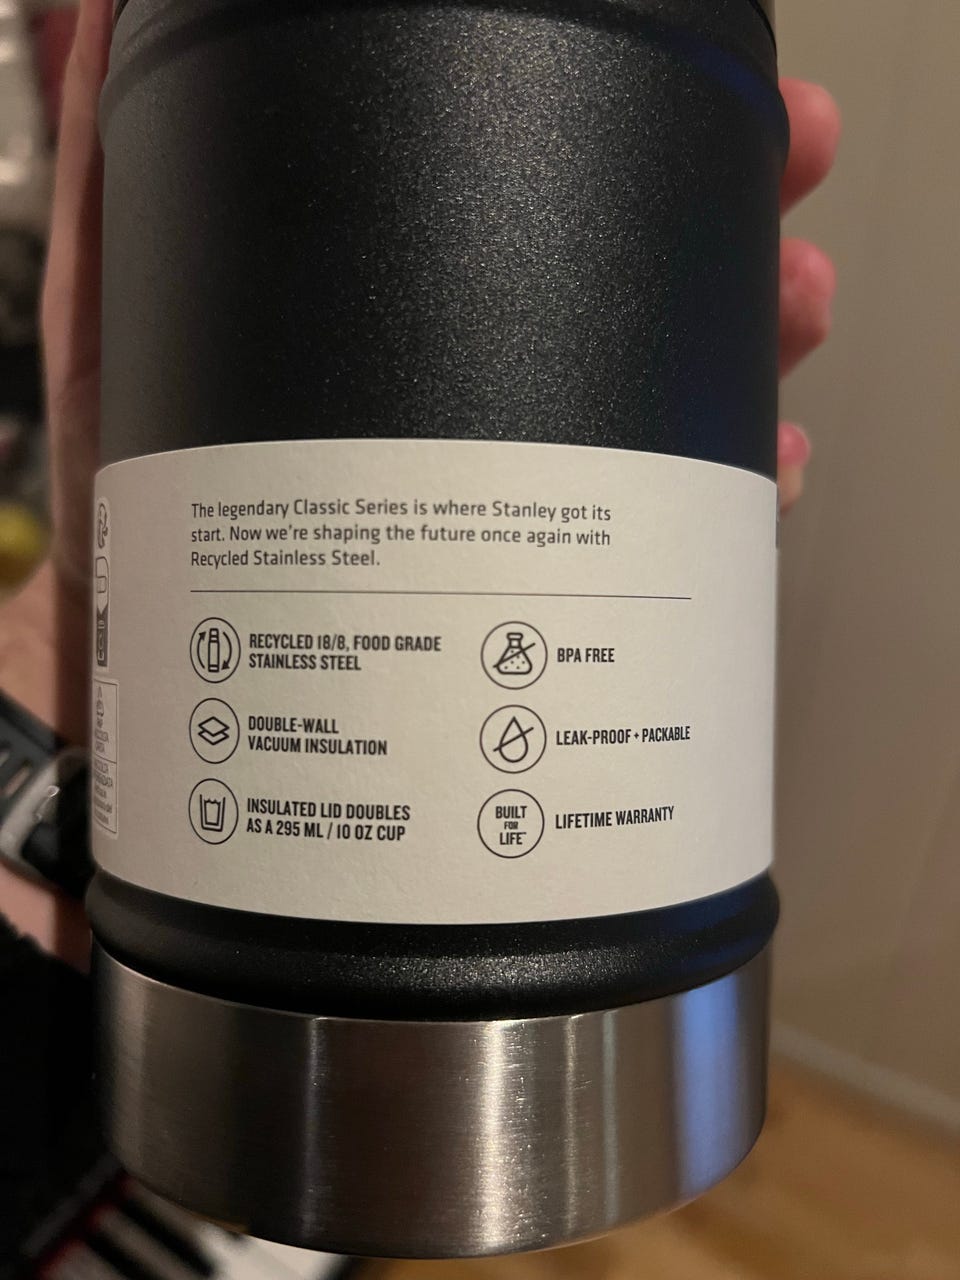 The legendary Classic Series is where Stanley got its
start. Now we're shaping the future once again with
Recycled Stainless Steel.
RECYCLED 18/8, FOOD GRADE
STAINLESS STEEL
BPA FREE
DOUBLE-WALL
VACUUM INSULATION
LEAK-PROOF + PACKABLE
INSULATED LID DOUBLES
AS A 295 ML / 10 OZ CUP
BUILT
FOR
LIFE™
LIFETIME WARRANTY